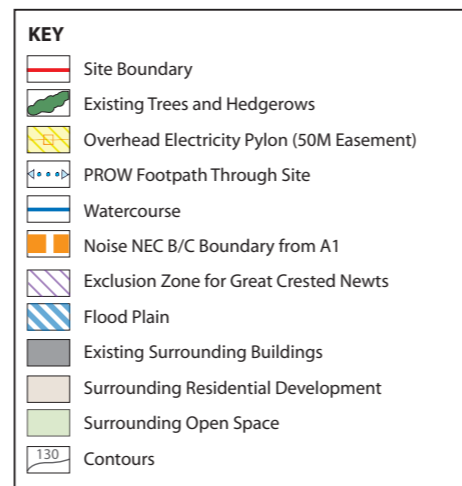 KEY
Site Boundary
Existing Trees and Hedgerows
Overhead Electricity Pylon (50M Easement)
PROW Footpath Through Site
Watercourse
Noise NEC B/C Boundary from A1
Exclusion Zone for Great Crested Newts
Flood Plain
Existing Surrounding Buildings
Surrounding Residential Development
Surrounding Open Space
130 Contours